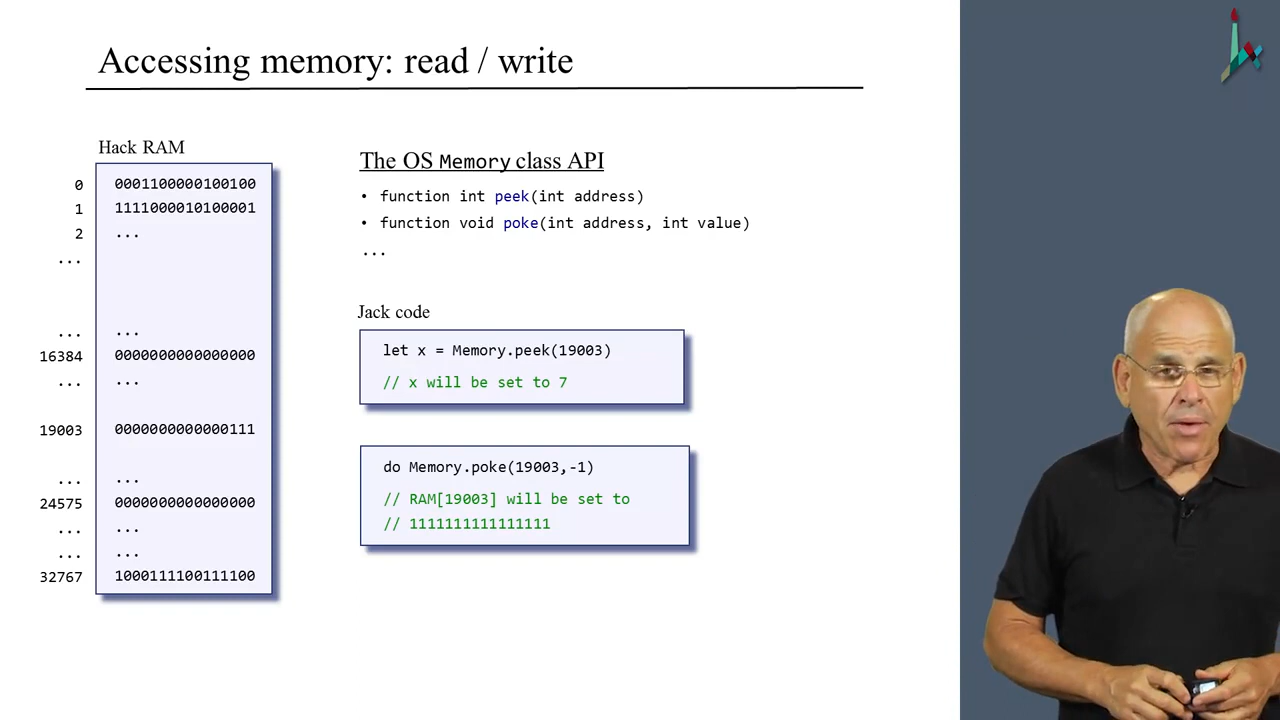 Accessing memory: read / write
Hack RAM
0 0001100000100100
1 1111000010100001
2 ...
...
... ...
16384 0000000000000000
... ...
19003 0000000000000111
... ...
24575 0000000000000000
... ...
... ...
32767 1000111100111100
The OS Memory class API
• function int peek(int address)
• function void poke(int address, int value)
...
Jack code
let x = Memory.peek(19003)
// x will be set to 7
do Memory.poke(19003,-1)
// RAM[19003] will be set to
// 1111111111111111